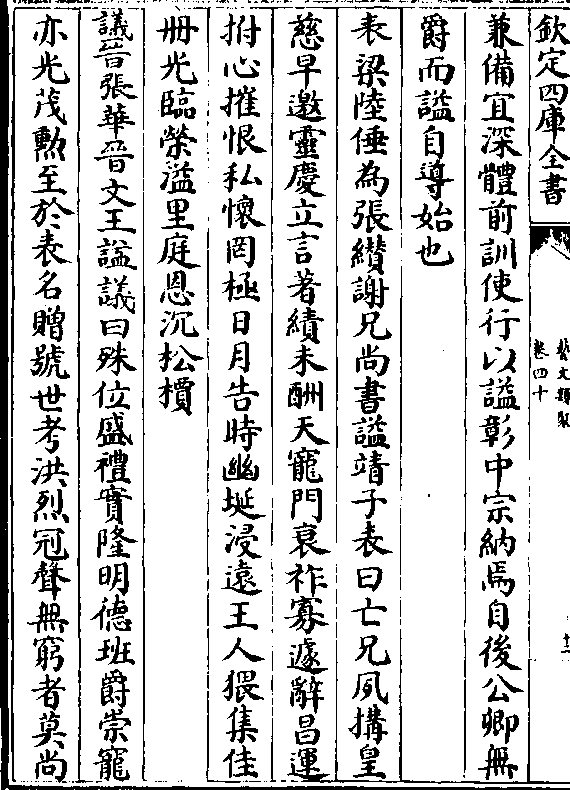 欽定四庫全書
藝文類聚
卷四十
十三
兼備宜深體前訓使行以諡彰中宗納焉自後公卿無
爵而諡自導始也
表梁陸倕為張纘謝兄尚書諡靖子表曰亡兄夙搆皇
慈早邀靈慶立言著績未酬天寵門衰祚寡遽辭昌運
拊心摧恨私懷罔極日月告時幽埏浸遠王人猥集佳
冊光臨榮溢里庭恩沉松檟
議晉張華晉文王諡議曰殊位盛禮實隆明德班爵崇寵
亦光茂勲至於表名贈號世考洪烈冠聲無窮者莫尚